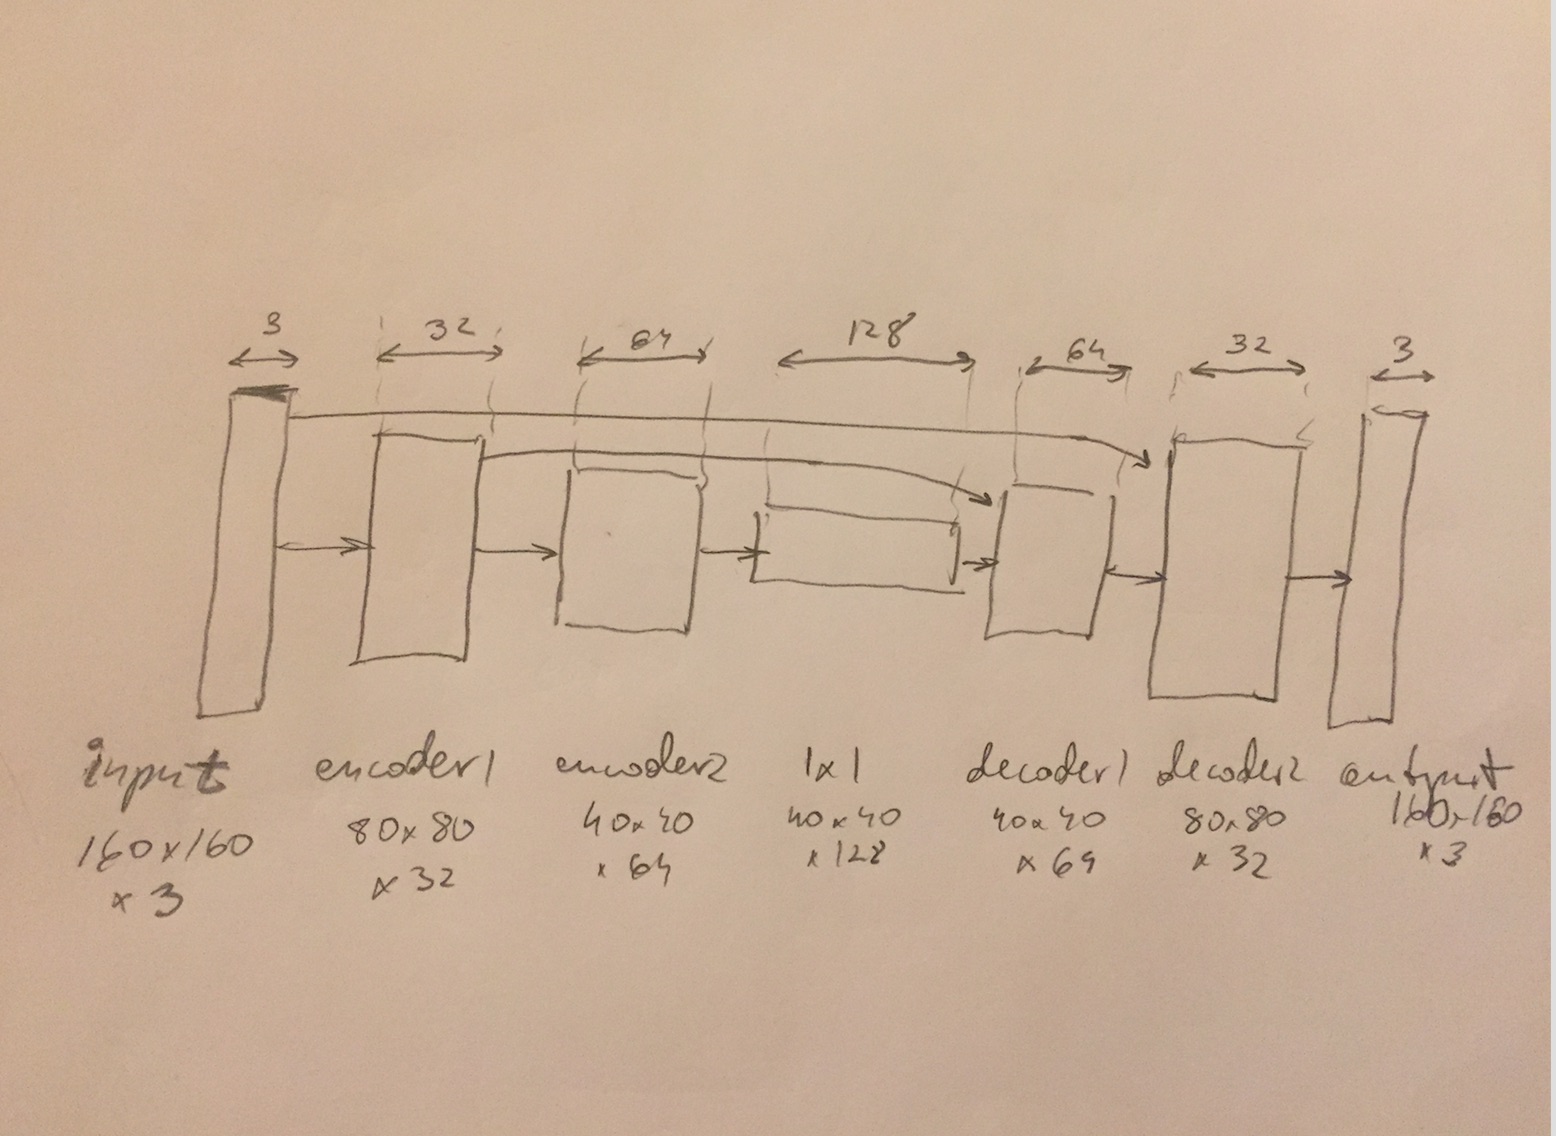 3 32 64 128 64 32 3
input encoder1 encoder2 1x1 decoder1 decoder2 output
160x160 80x80 40x40 40x40 40x40 80x80 160x160
x 3 x 32 x 64 x 128 x 64 x 32 x 3